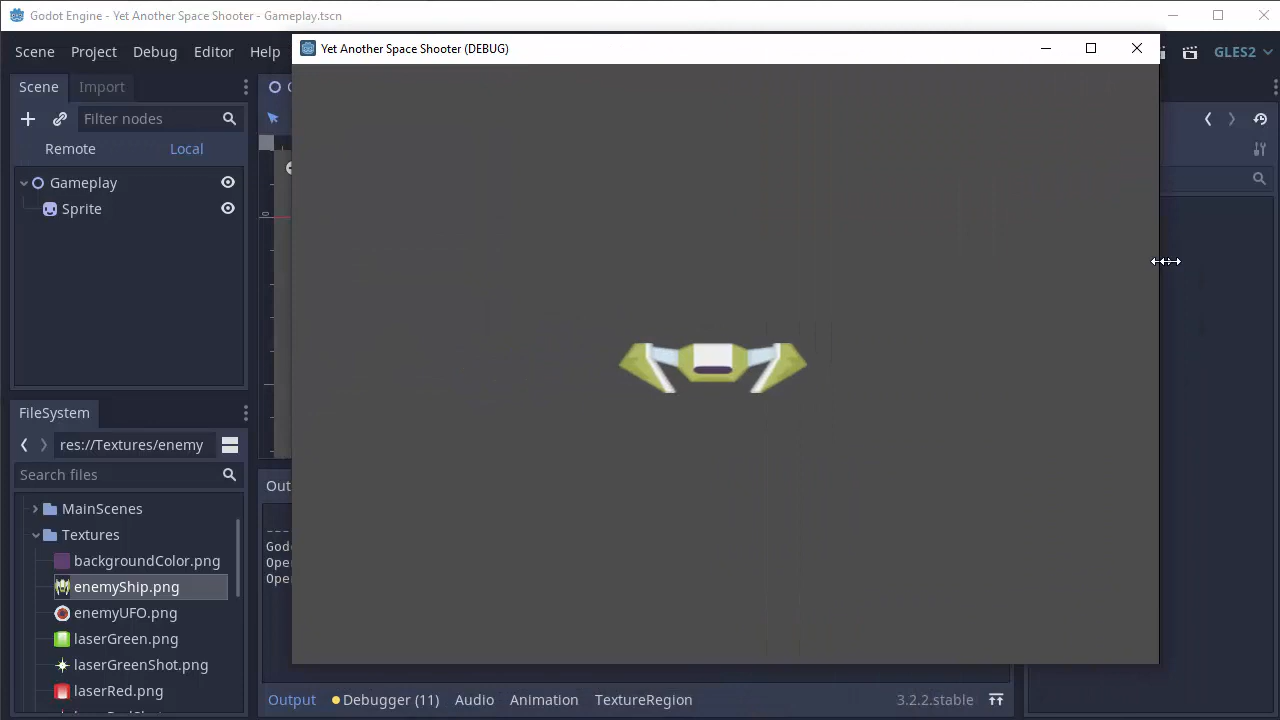 Godot Engine - Yet Another Space Shooter - Gameplay.tscn
Scene Project Debug Editor Help
GLES2
Yet Another Space Shooter (DEBUG)
Scene Import
Filter nodes
Remote Local
Gameplay
Sprite
FileSystem
res://Textures/enemy
Search files
MainScenes
Textures
backgroundColor.png
enemyShip.png
enemyUFO.png
laserGreen.png
laserGreenShot.png
laserRed.png
Out
Godo
Oper
Oper
Output Debugger (11) Audio Animation TextureRegion 3.2.2.stable